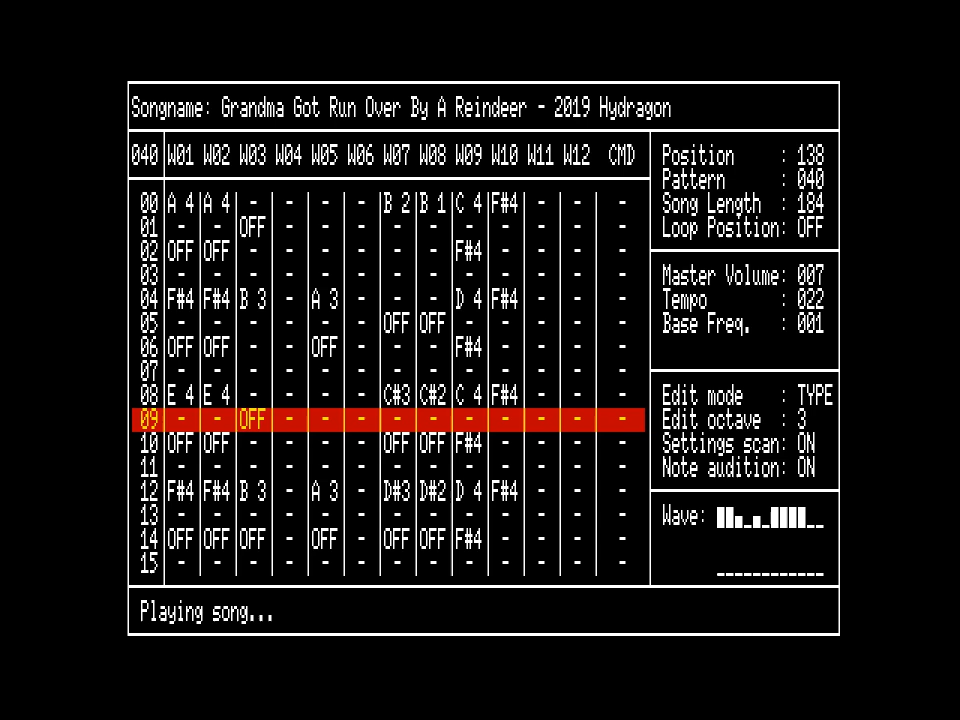 Songname: Grandma Got Run Over By A Reindeer - 2019 Hydragon
040 W01 W02 W03 W04 W05 W06 W07 W08 W09 W10 W11 W12 CMD
00 A 4 A 4 - - - - B 2 B 1 C 4 F#4 - - -
01 - - OFF - - - - - - - - - -
02 OFF OFF - - - - - - F#4 - - - -
03 - - - - - - - - - - - - -
04 F#4 F#4 B 3 - A 3 - - - D 4 F#4 - - -
05 - - - - - - OFF OFF - - - - -
06 OFF OFF - - OFF - - - F#4 - - - -
07 - - - - - - - - - - - - -
08 E 4 E 4 - - - - C#3 C#2 C 4 F#4 - - -
09 - - OFF - - - - - - - - - -
10 OFF OFF - - - - OFF OFF F#4 - - - -
11 - - - - - - - - - - - - -
12 F#4 F#4 B 3 - A 3 - D#3 D#2 D 4 F#4 - - -
13 - - - - - - - - - - - - -
14 OFF OFF OFF - OFF - OFF OFF F#4 - - - -
15 - - - - - - - - - - - - -
Position : 138
Pattern : 040
Song Length : 184
Loop Position: OFF
Master Volume: 007
Tempo : 022
Base Freq. : 001
Edit mode : TYPE
Edit octave : 3
Settings scan: ON
Note audition: ON
Wave:
Playing song...